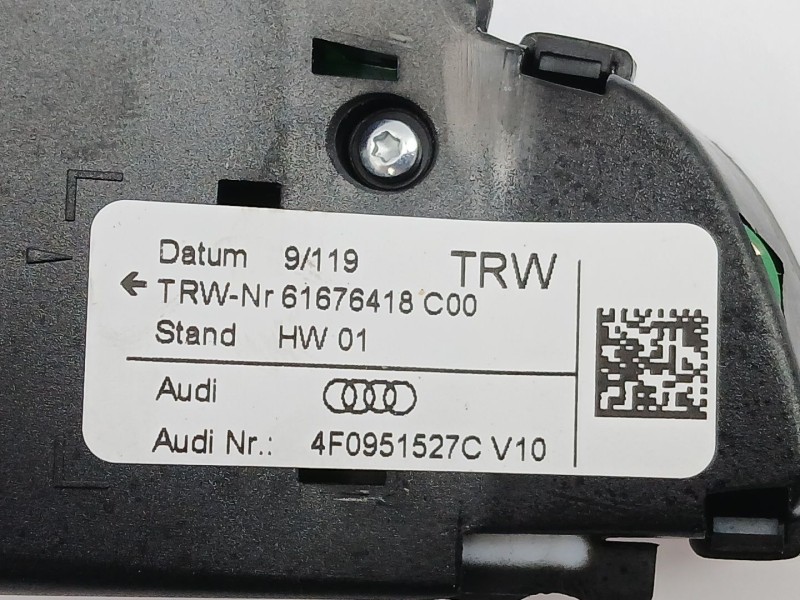 Datum 9/119 TRW
← TRW-Nr 61676418 C00
Stand HW 01
Audi
Audi Nr.: 4F0951527C V10